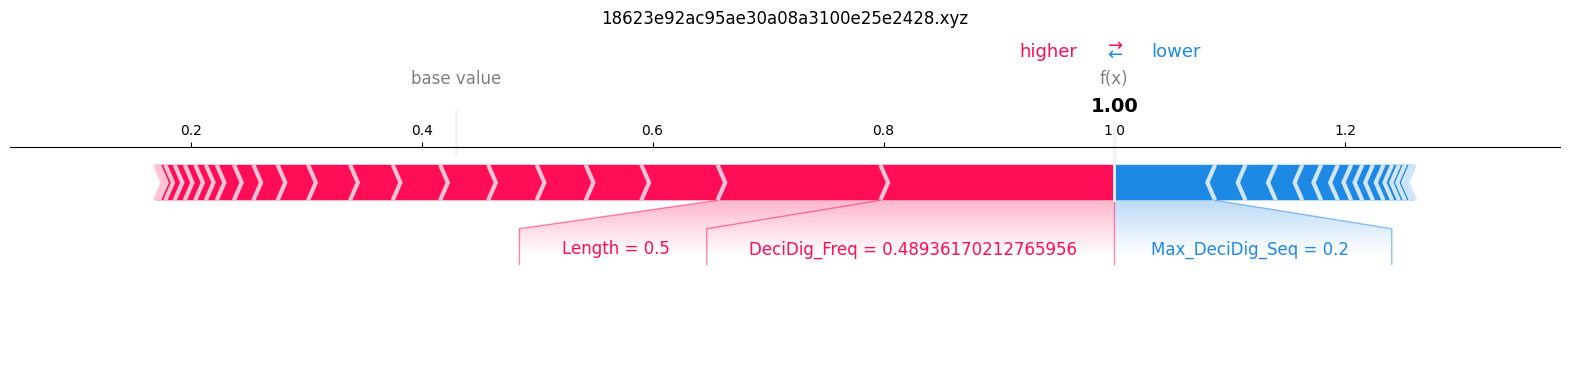 18623e92ac95ae30a08a3100e25e2428.xyz
higher ⇄ lower
base value f(x)
1.00
0.2 0.4 0.6 0.8 1.0 1.2
Length = 0.5 DeciDig_Freq = 0.48936170212765956 Max_DeciDig_Seq = 0.2